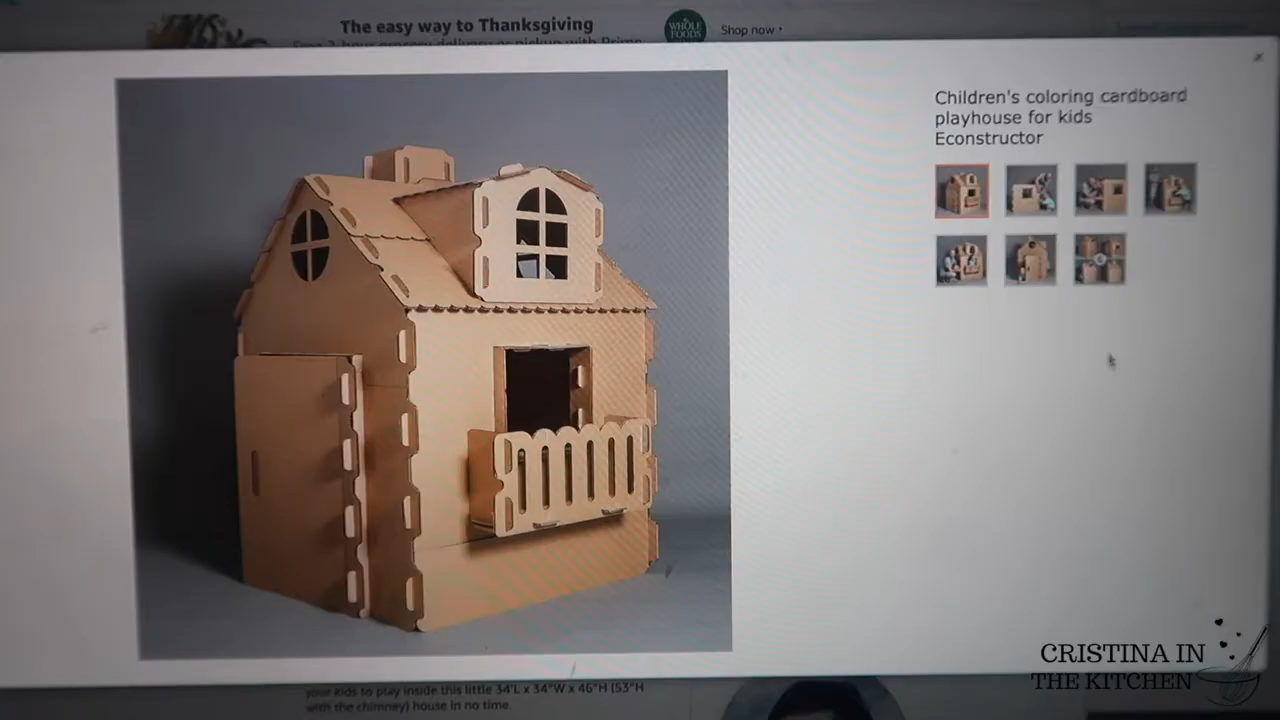 The easy way to Thanksgiving
WHOLE
FOODS
Shop now
Children's coloring cardboard
playhouse for kids
Econstructor
your kids to play inside this little 34"L x 34"W x 46"H (53"H
with the chimney) house in no time.
CRISTINA IN
THE KITCHEN